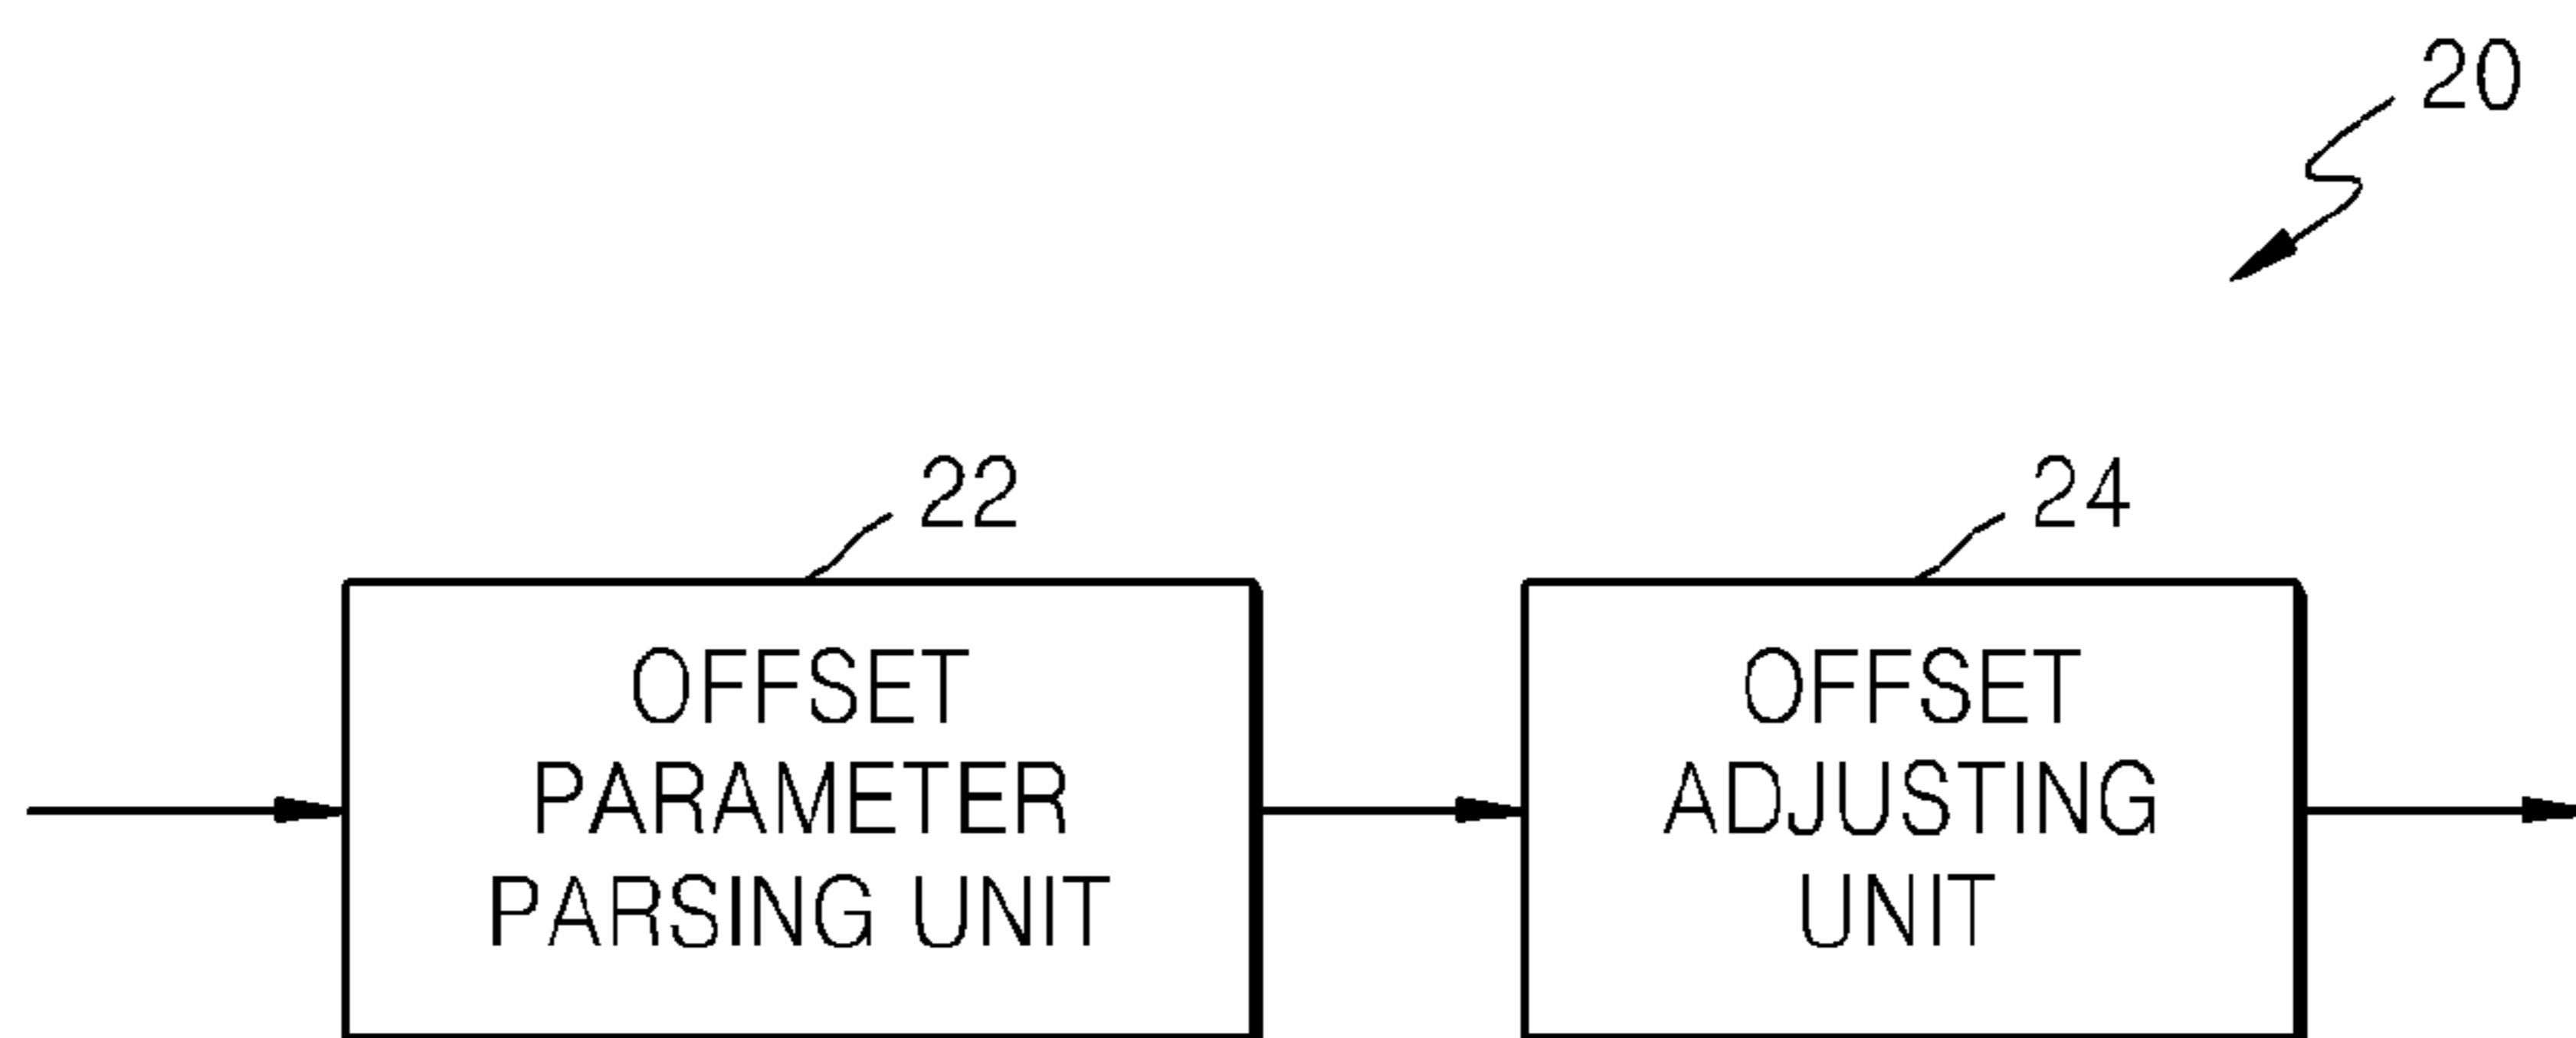 20
22
24
OFFSET
PARAMETER
PARSING UNIT
OFFSET
ADJUSTING
UNIT